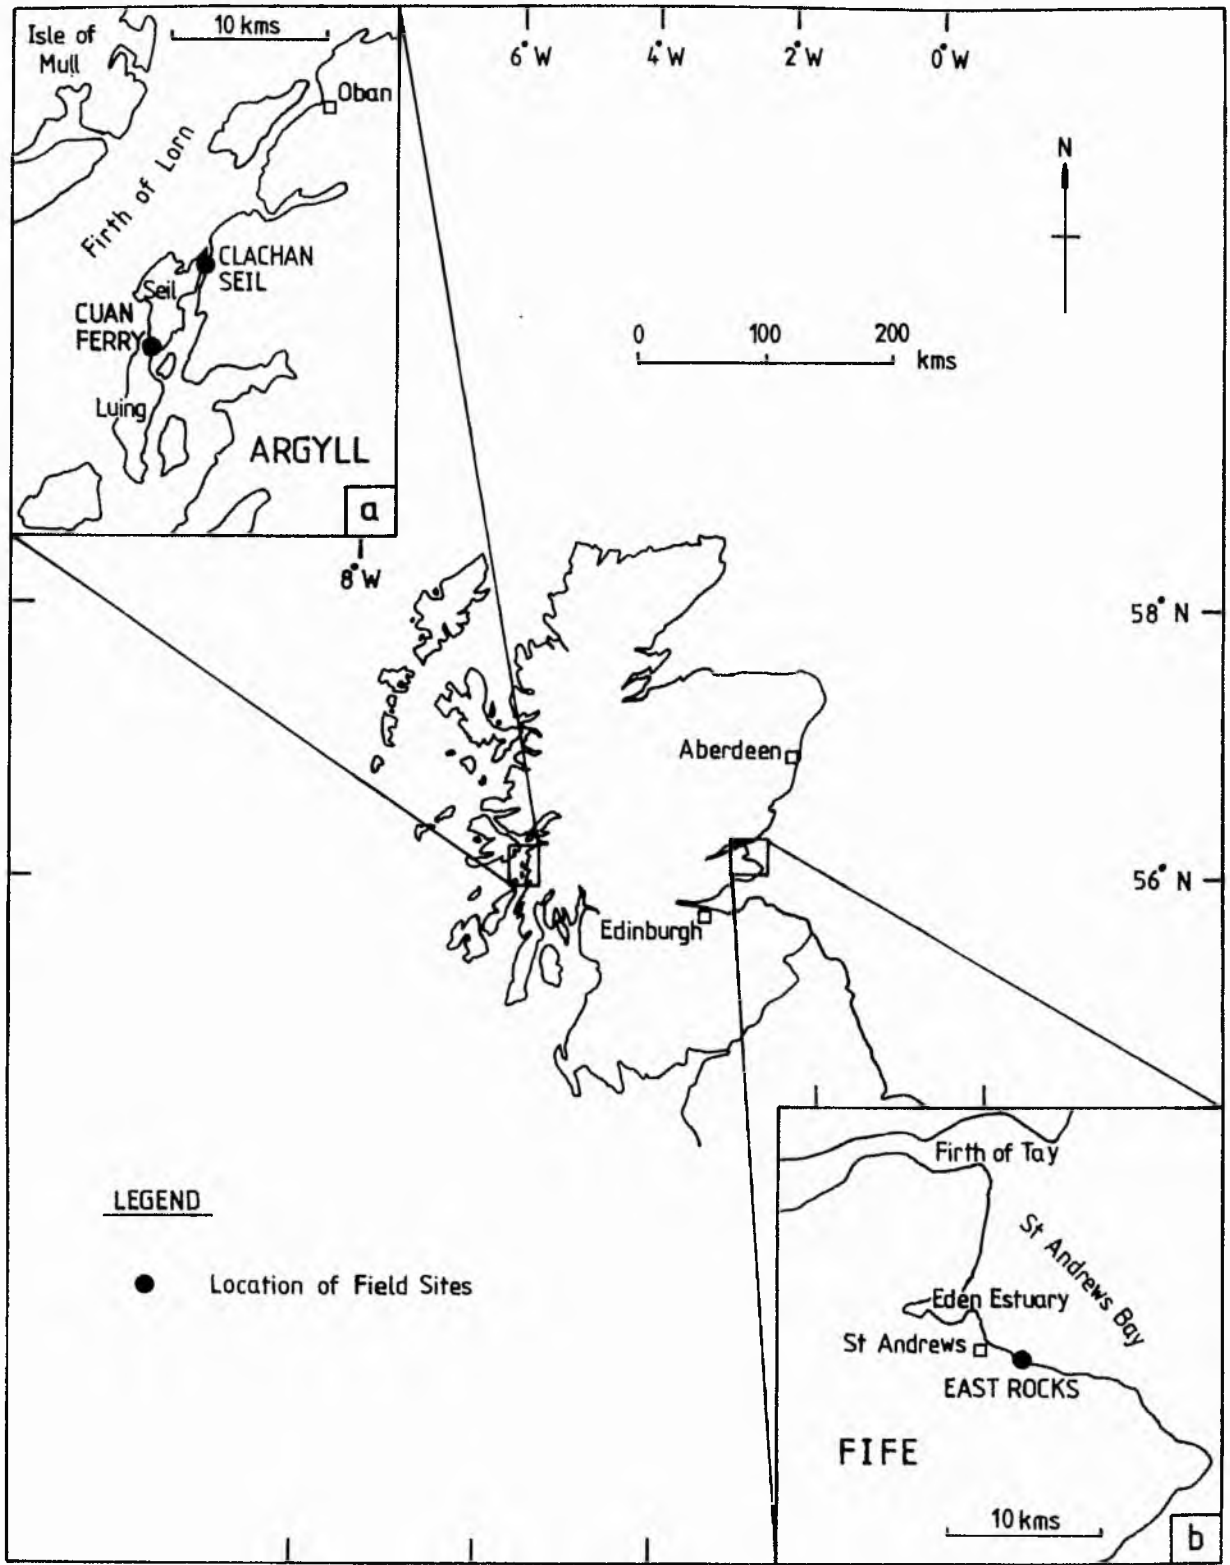 Isle of
Mull
10 kms
Oban
Firth of Lorn
CLACHAN
SEIL
Seil
CUAN
FERRY
Luing
ARGYLL
a
6°W
4°W
2°W
0°W
N
0 100 200
kms
8°W
58° N
Aberdeen
56° N
Edinburgh
LEGEND
Location of Field Sites
Firth of Tay
St Andrews Bay
Eden Estuary
St Andrews
EAST ROCKS
FIFE
10 kms
b